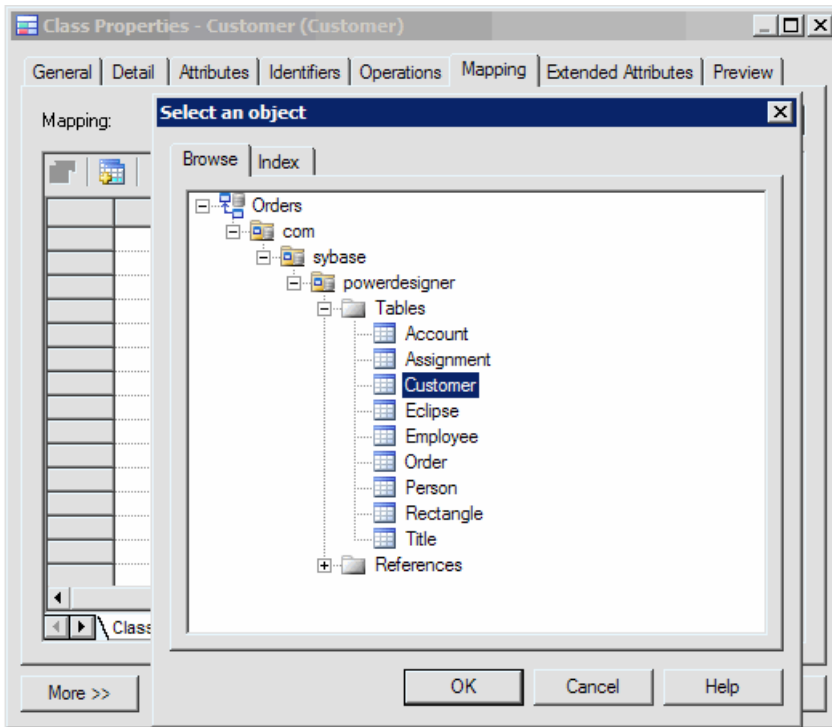 Class Properties - Customer (Customer)
General Detail Attributes Identifiers Operations Mapping Extended Attributes Preview
Mapping:
Select an object
Browse Index
Orders
com
sybase
powerdesigner
Tables
Account
Assignment
Customer
Eclipse
Employee
Order
Person
Rectangle
Title
References
Class
More >>
OK Cancel Help